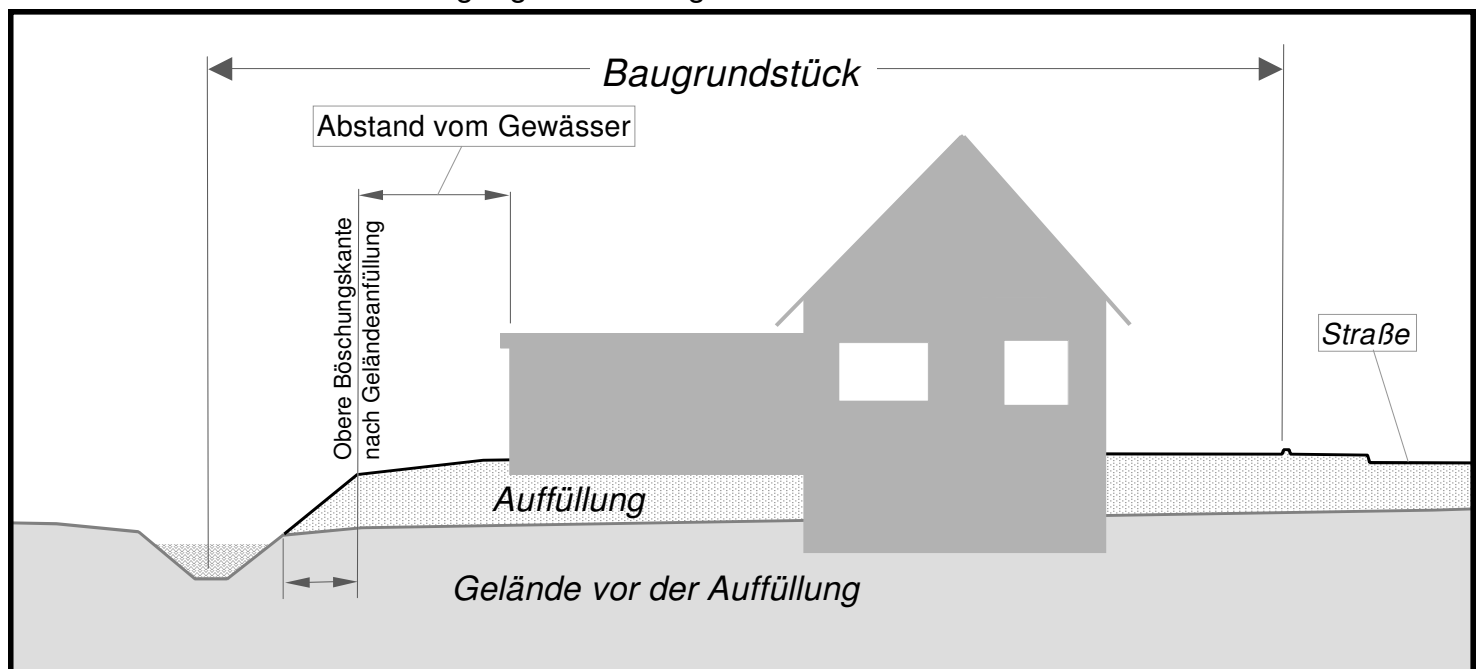 Baugrundstück
Abstand vom Gewässer
Obere Böschungskante
nach Geländeanfüllung
Straße
Auffüllung
Gelände vor der Auffüllung